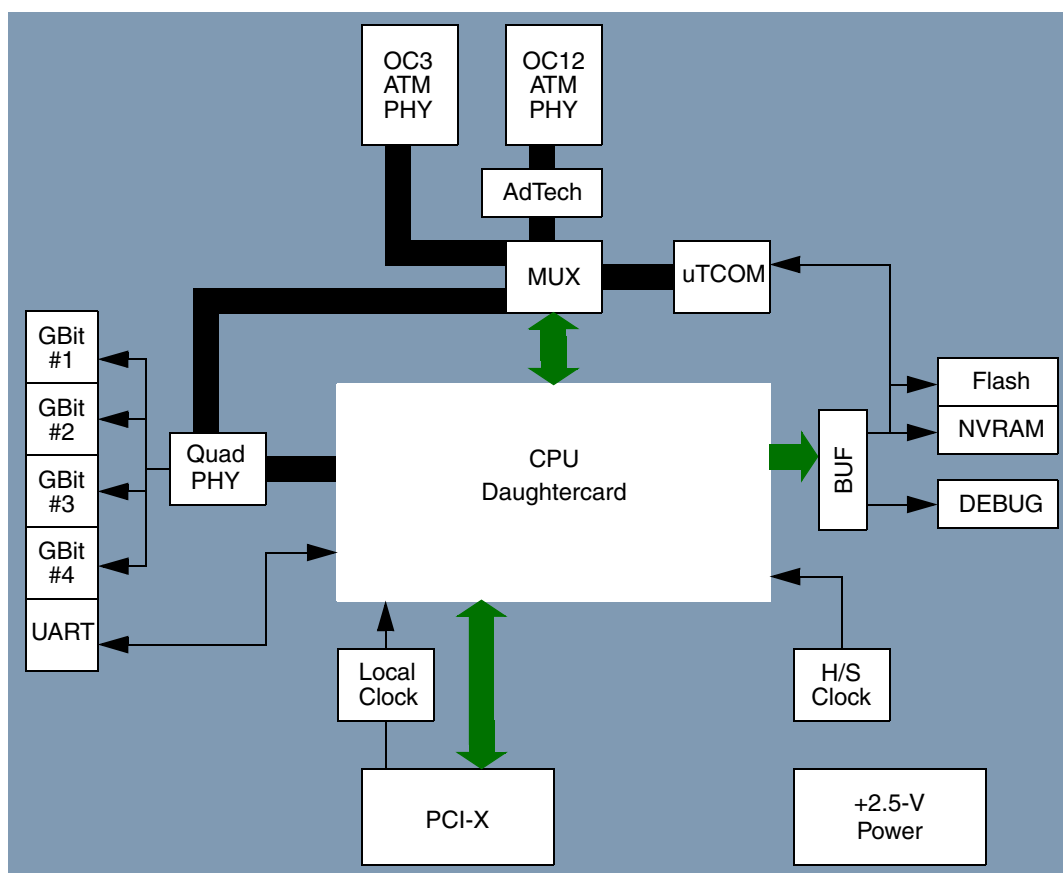 OC3
ATM
PHY
OC12
ATM
PHY
AdTech
MUX
uTCOM
GBit
#1
GBit
#2
GBit
#3
GBit
#4
UART
Quad
PHY
CPU
Daughtercard
BUF
Flash
NVRAM
DEBUG
Local
Clock
H/S
Clock
PCI-X
+2.5-V
Power